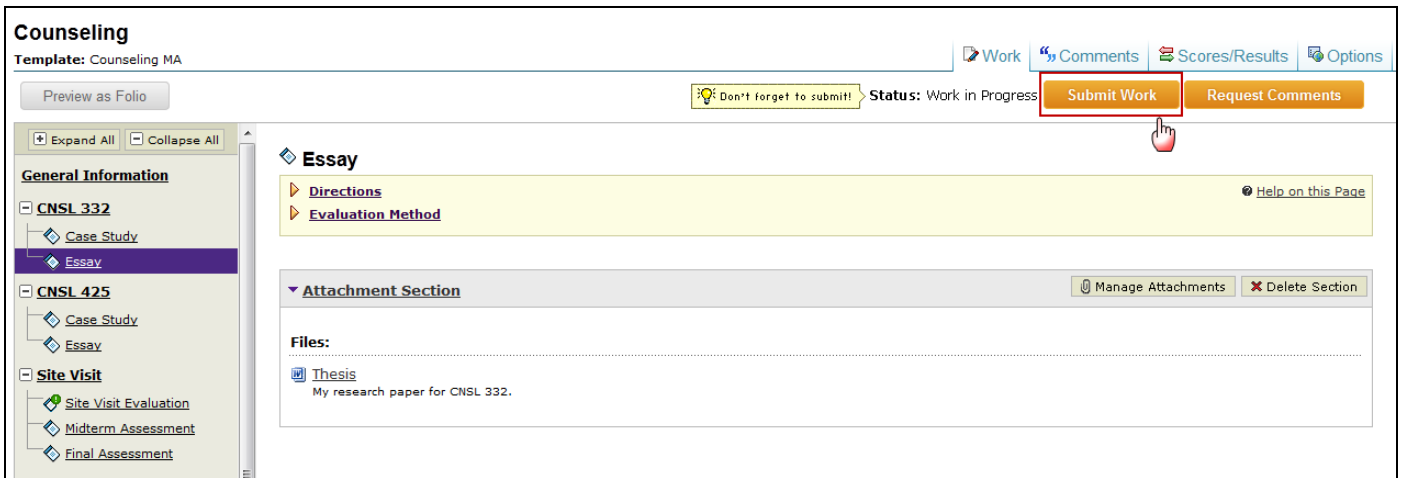 Counseling
Template: Counseling MA
Work
Comments
Scores/Results
Options
Preview as Folio
Don't forget to submit!
Status: Work in Progress
Submit Work
Request Comments
Expand All
Collapse All
General Information
CNSL 332
Case Study
Essay
CNSL 425
Case Study
Essay
Site Visit
Site Visit Evaluation
Midterm Assessment
Final Assessment
Essay
Directions
Help on this Page
Evaluation Method
Attachment Section
Manage Attachments
Delete Section
Files:
Thesis
My research paper for CNSL 332.